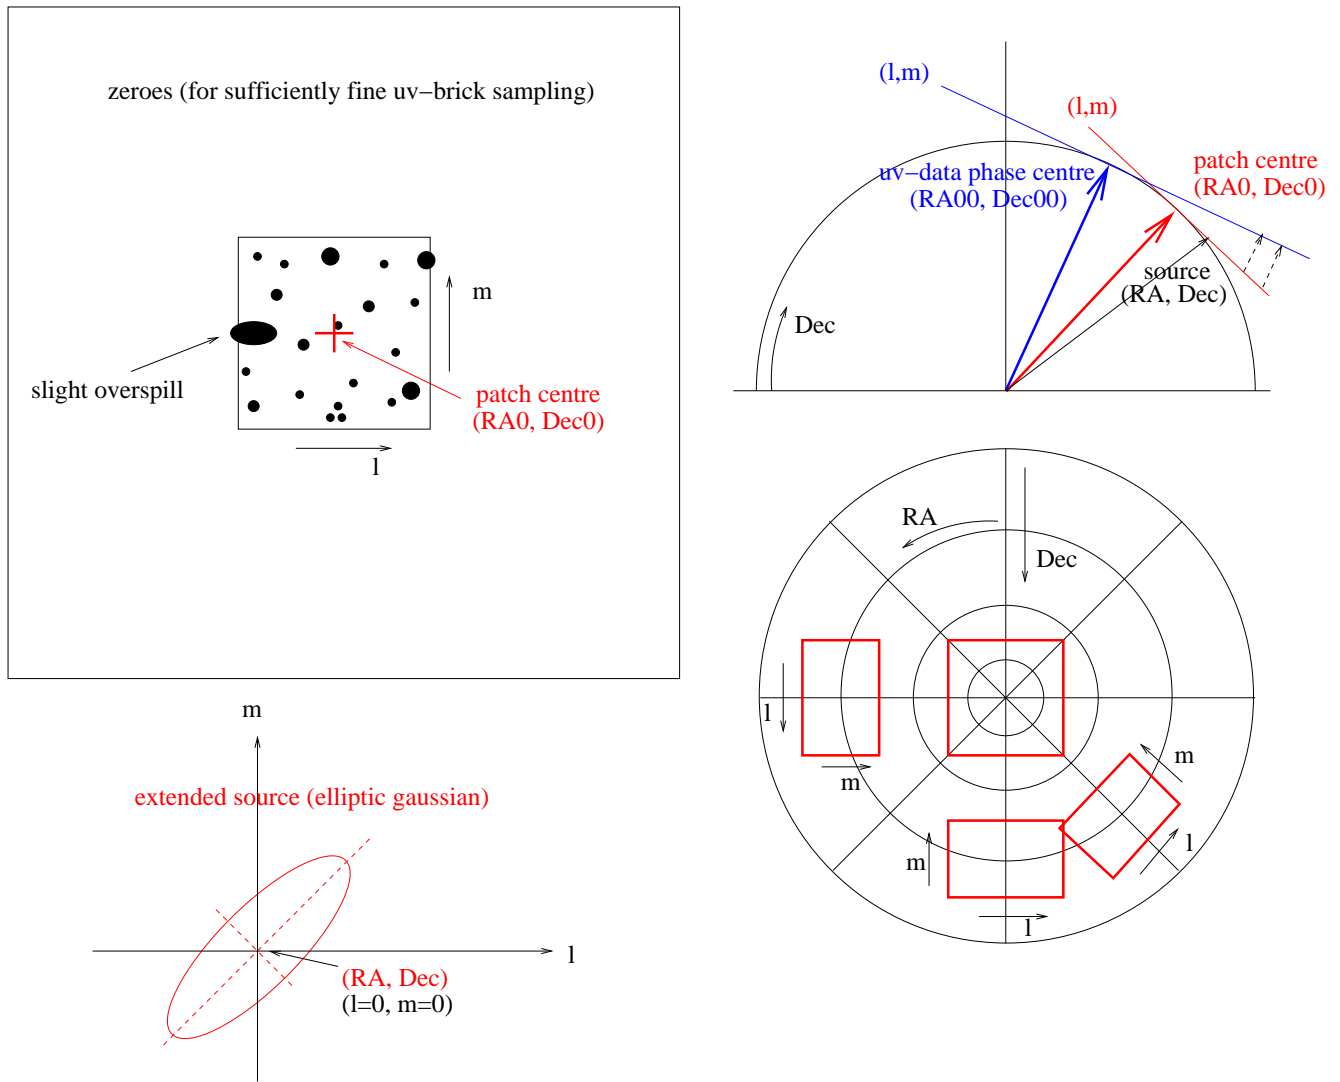 zeroes (for sufficiently fine uv−brick sampling)
m
slight overspill
patch centre
(RA0, Dec0)
l
(l,m)
(l,m)
uv−data phase centre
(RA00, Dec00)
patch centre
(RA0, Dec0)
source
(RA, Dec)
Dec
RA
Dec
l
m
m
l
m
l
m
extended source (elliptic gaussian)
l
(RA, Dec)
(l=0, m=0)